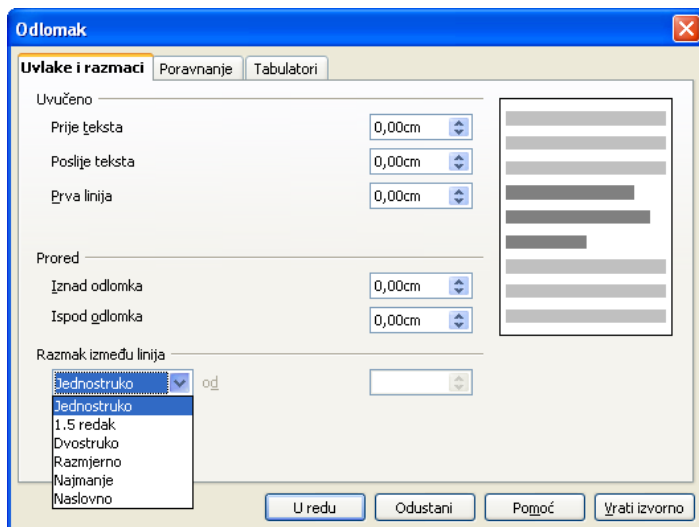 Odlomak
Uvlake i razmaci Poravnanje Tabulatori
Uvučeno
Prije teksta 0,00cm
Poslije teksta 0,00cm
Prva linija 0,00cm
Prored
Iznad odlomka 0,00cm
Ispod odlomka 0,00cm
Razmak između linija
Jednostruko od
Jednostruko
1.5 redak
Dvostruko
Razmjerno
Najmanje
Naslovno
U redu Odustani Pomoć Vrati izvorno